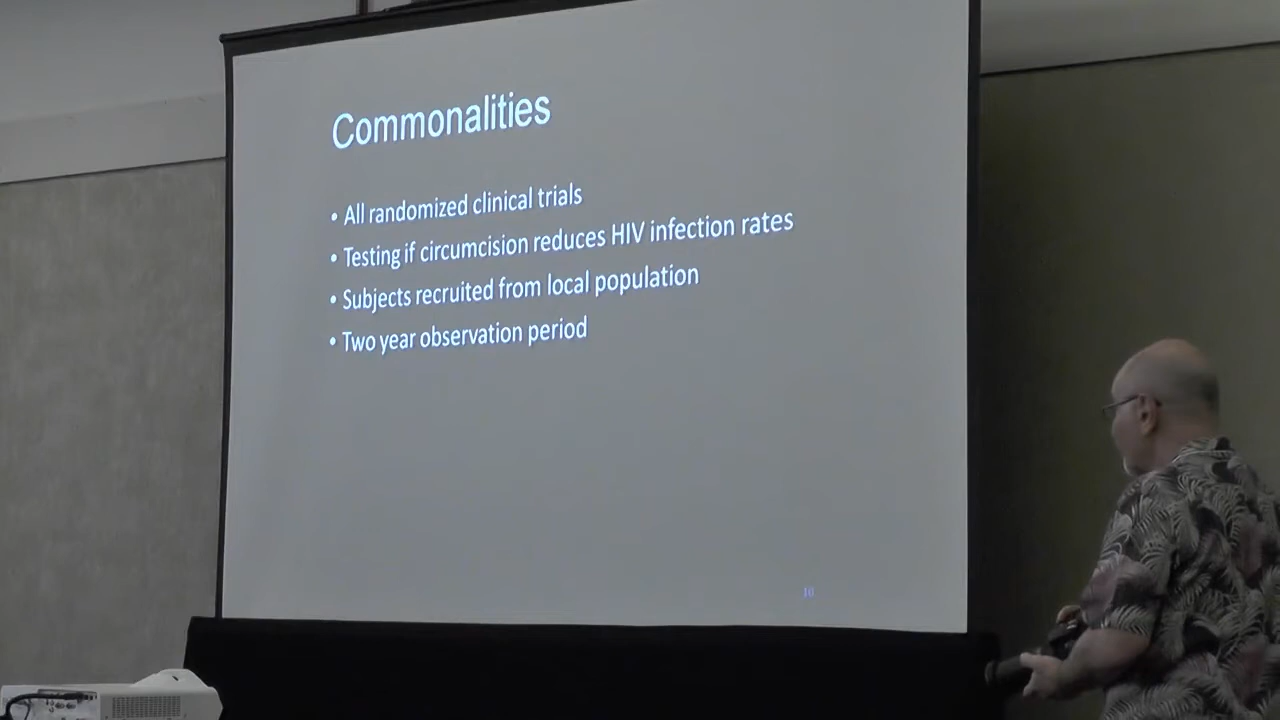 Commonalities
• All randomized clinical trials
• Testing if circumcision reduces HIV infection rates
• Subjects recruited from local population
• Two year observation period